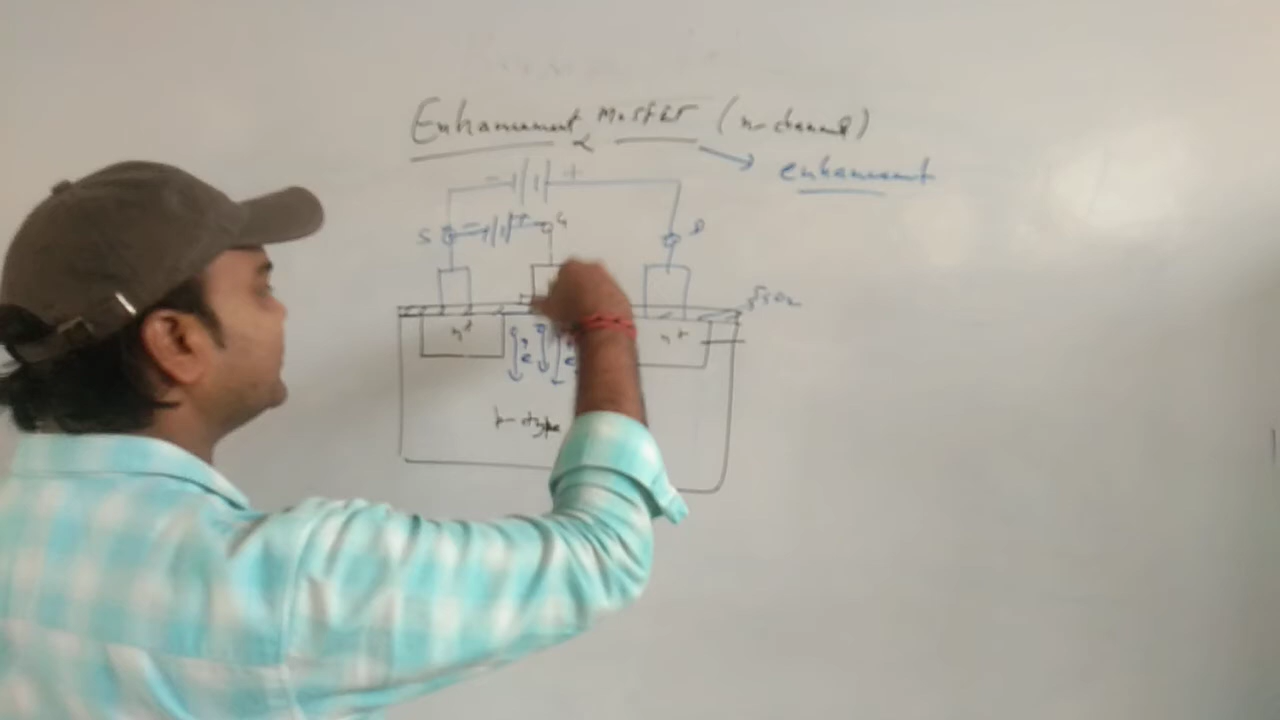 Enhancement MOSFET (n-channel)
enhancement
- +
S - + G D
SiO2
n+ n+
e e
p-type